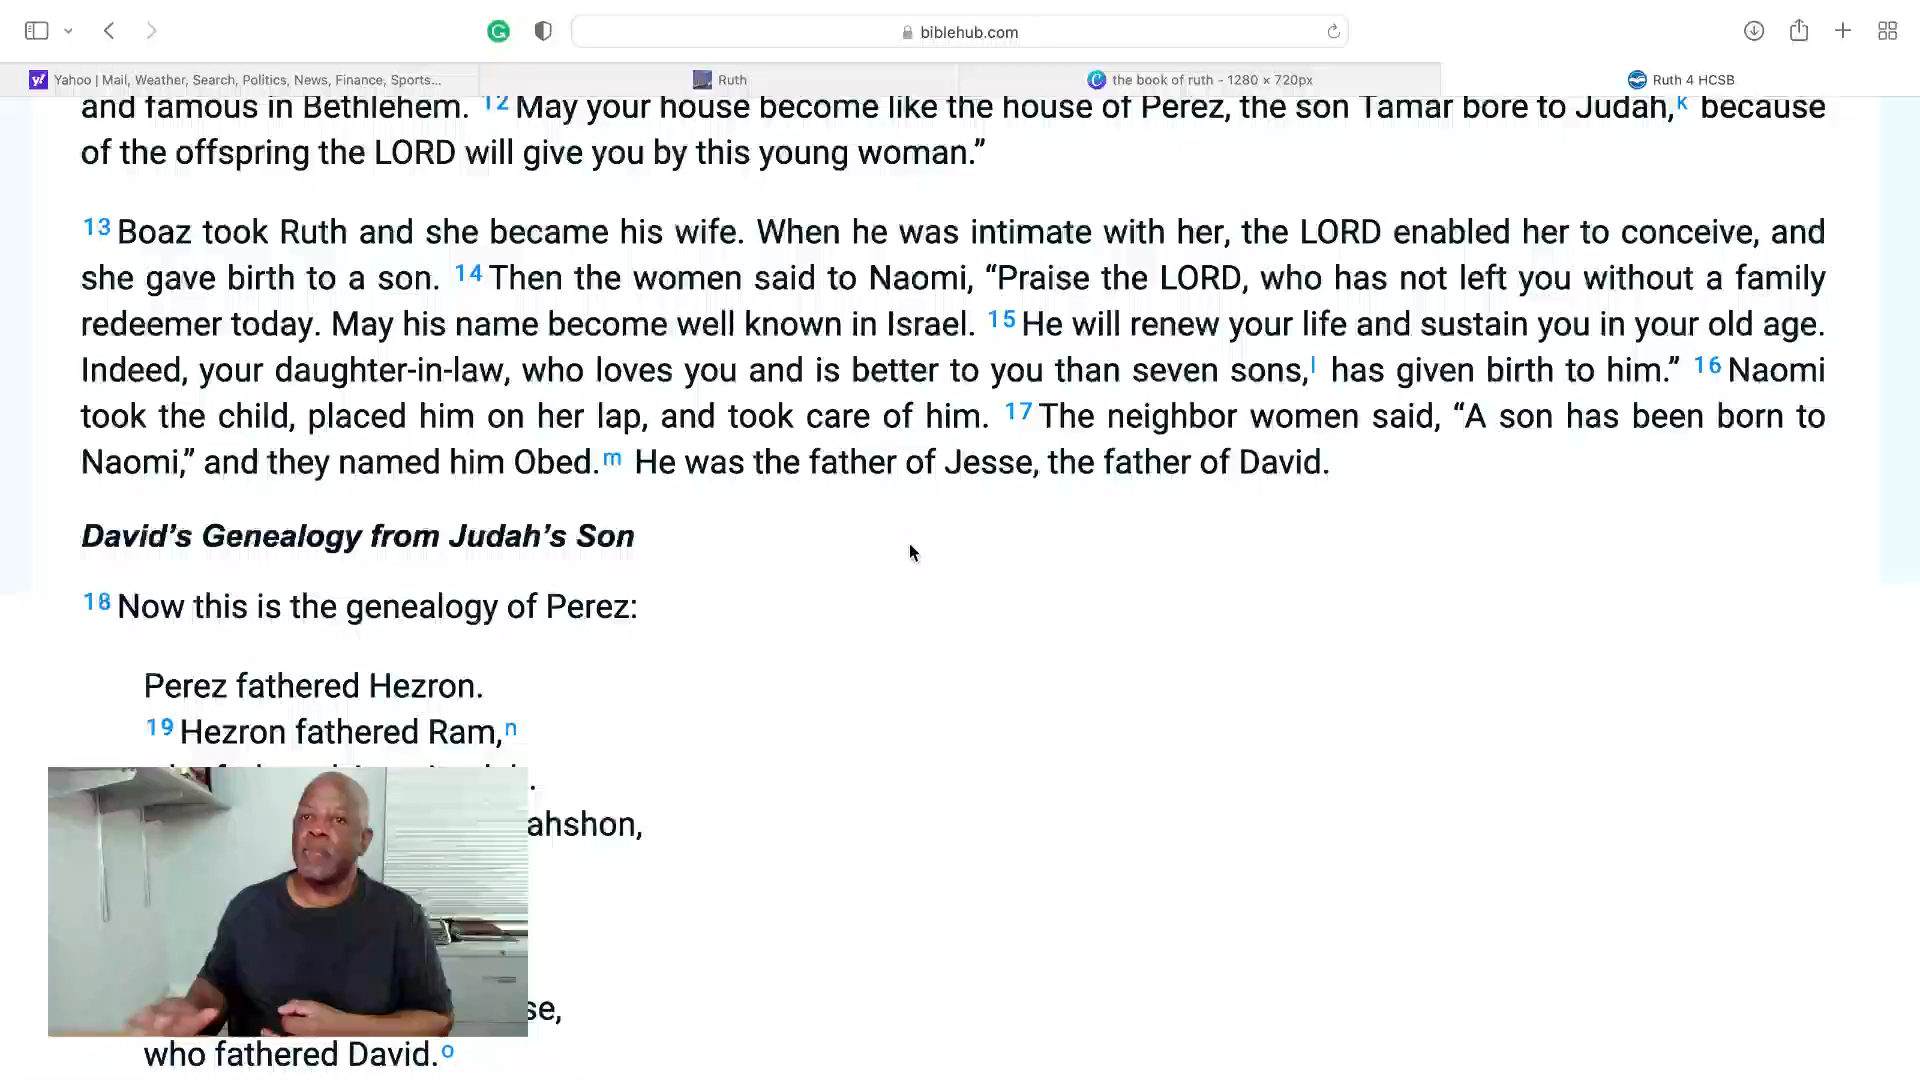 biblehub.com
Yahoo | Mail, Weather, Search, Politics, News, Finance, Sports...
Ruth
the book of ruth - 1280 × 720px
Ruth 4 HCSB
and famous in Bethlehem. 12 May your house become like the house of Perez, the son Tamar bore to Judah,k because
of the offspring the LORD will give you by this young woman.”
13 Boaz took Ruth and she became his wife. When he was intimate with her, the LORD enabled her to conceive, and
she gave birth to a son. 14 Then the women said to Naomi, “Praise the LORD, who has not left you without a family
redeemer today. May his name become well known in Israel. 15 He will renew your life and sustain you in your old age.
Indeed, your daughter-in-law, who loves you and is better to you than seven sons,l has given birth to him.” 16 Naomi
took the child, placed him on her lap, and took care of him. 17 The neighbor women said, “A son has been born to
Naomi,” and they named him Obed.m He was the father of Jesse, the father of David.
David’s Genealogy from Judah’s Son
18 Now this is the genealogy of Perez:
Perez fathered Hezron.
19 Hezron fathered Ram,n
ahshon,
se,
who fathered David.o